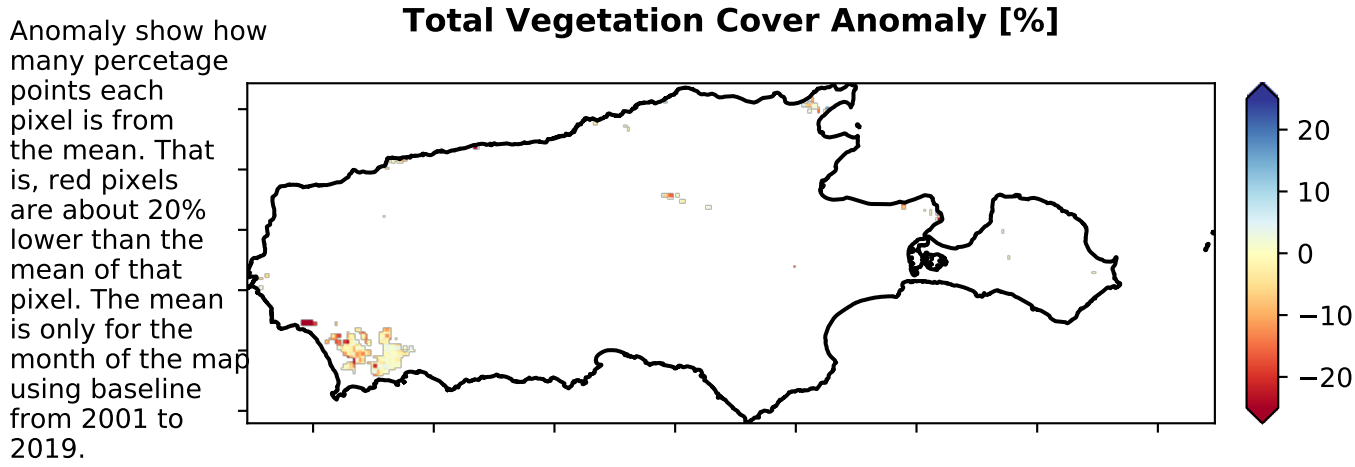 Total Vegetation Cover Anomaly [%]
Anomaly show how
many percetage
points each
pixel is from
the mean. That
is, red pixels
are about 20%
lower than the
mean of that
pixel. The mean
is only for the
month of the map
using baseline
from 2001 to
2019.
20
10
0
−10
−20